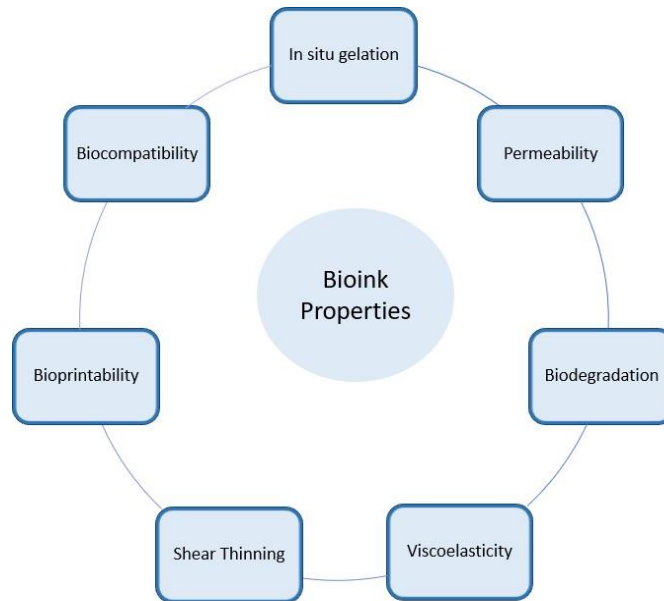 In situ gelation
Biocompatibility
Permeability
Bioink
Properties
Bioprintability
Biodegradation
Shear Thinning
Viscoelasticity